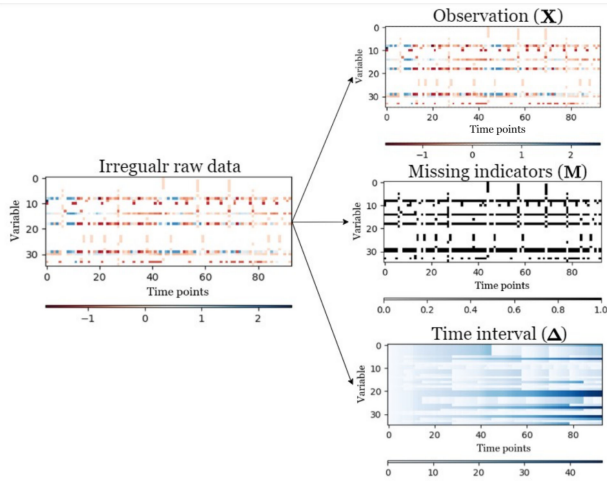 Observation (X)
0
10
20
30
Variable
0 20 40 60 80
Time points
−1 0 1 2
Irregualr raw data
0
10
20
30
Variable
0 20 40 60 80
Time points
−1 0 1 2
Missing indicators (M)
0
10
20
30
Variable
0 20 40 60 80
Time points
0.0 0.2 0.4 0.6 0.8 1.0
Time interval (Δ)
0
10
20
30
Variable
0 20 40 60 80
Time points
0 10 20 30 40